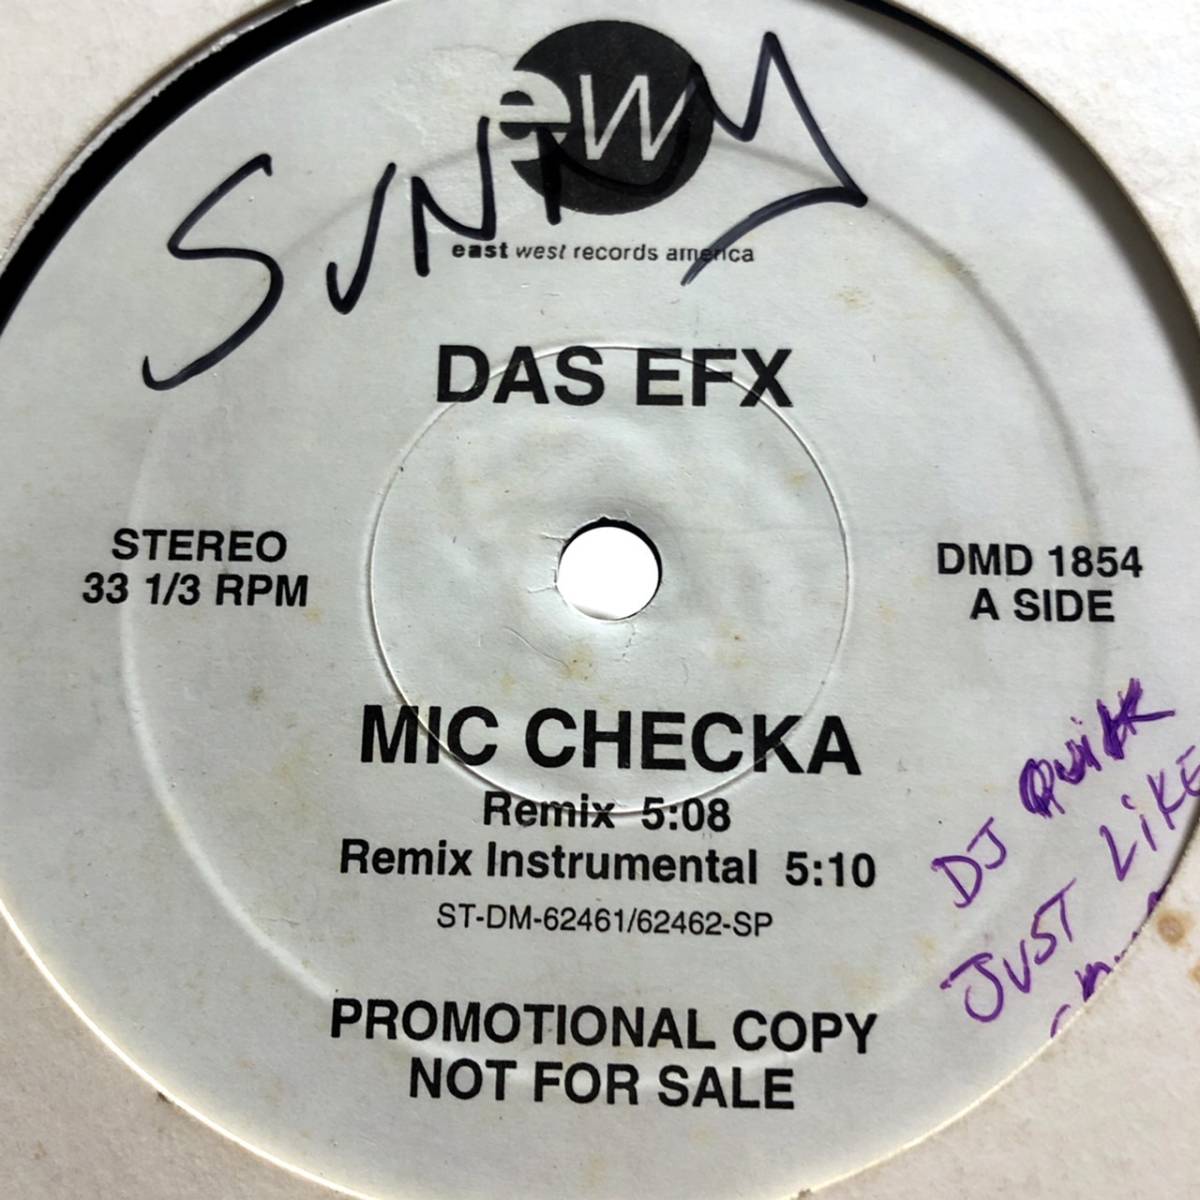 SUNNY
ew
east west records america
DAS EFX
STEREO
33 1/3 RPM
DMD 1854
A SIDE
MIC CHECKA
Remix 5:08
Remix Instrumental 5:10
ST-DM-62461/62462-SP
PROMOTIONAL COPY
NOT FOR SALE
DJ QUIK
JUST LIKE